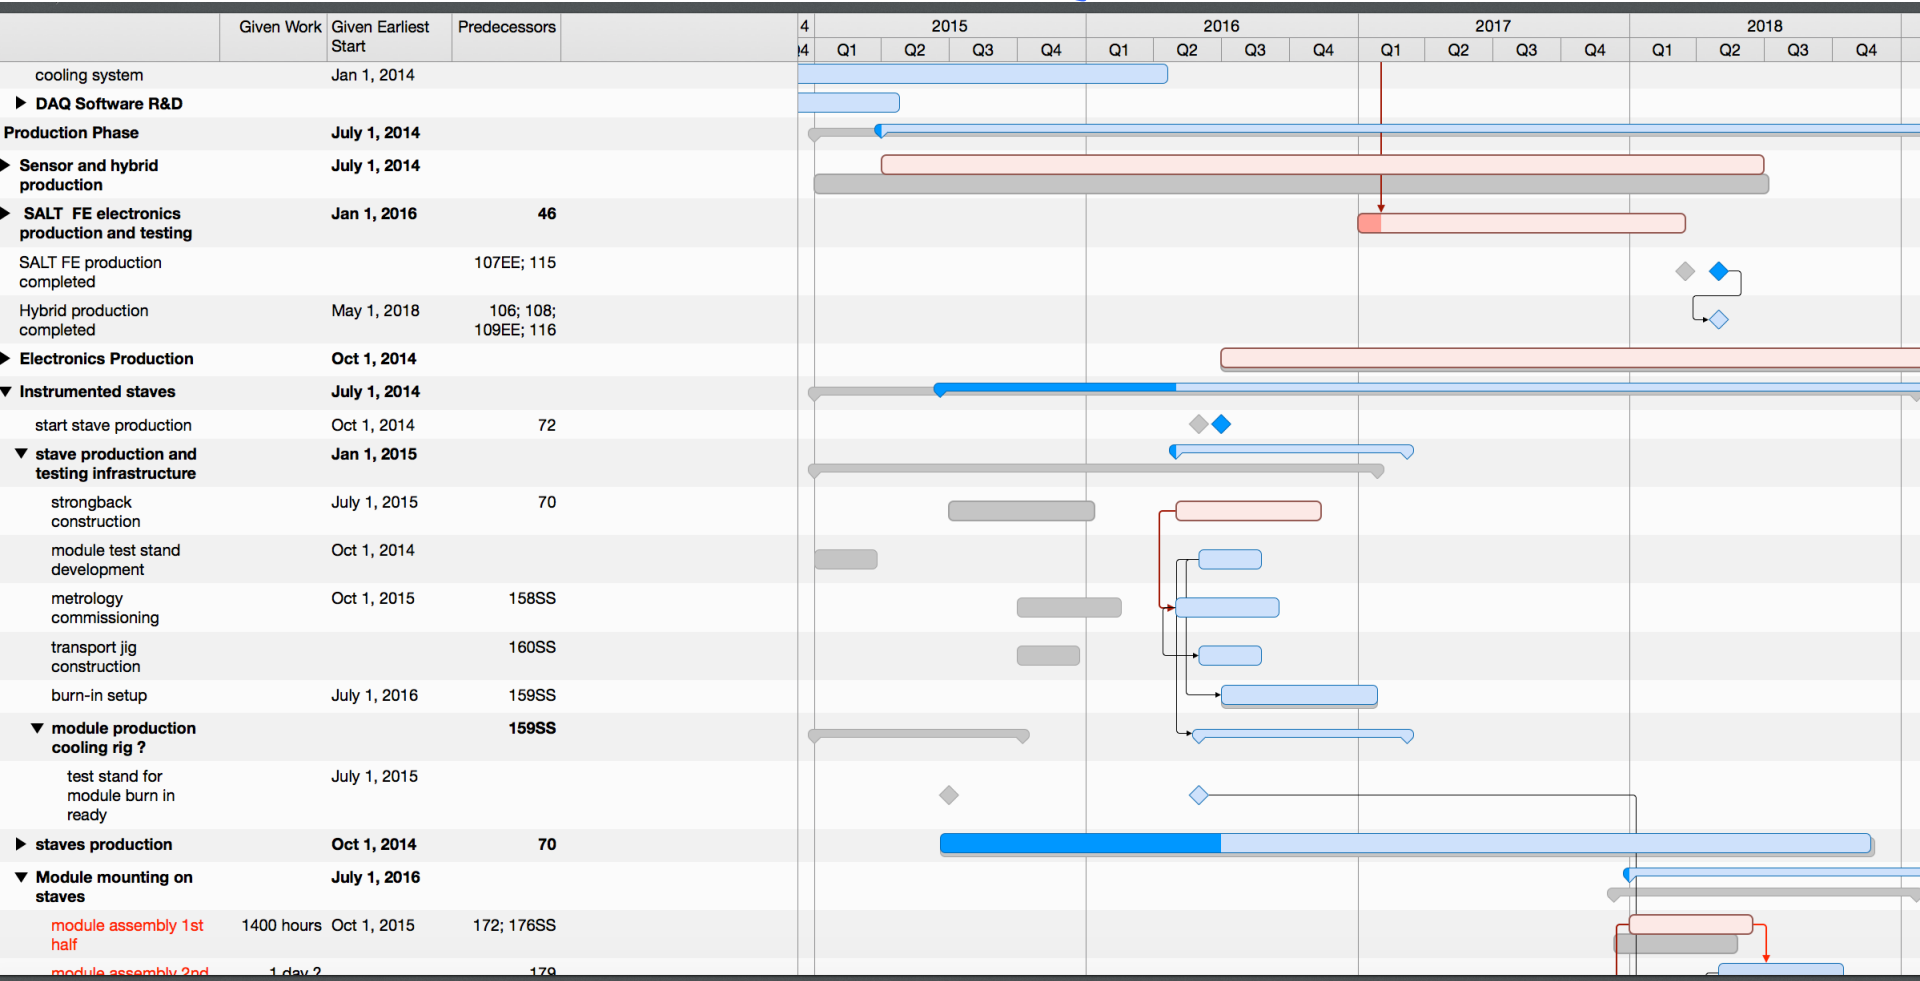 Given Work Given Earliest Predecessors 4 2015 2016 2017 2018
Start Q4 Q1 Q2 Q3 Q4 Q1 Q2 Q3 Q4 Q1 Q2 Q3 Q4 Q1 Q2 Q3 Q4
cooling system Jan 1, 2014
DAQ Software R&D
Production Phase July 1, 2014
Sensor and hybrid July 1, 2014
production
SALT FE electronics Jan 1, 2016 46
production and testing
SALT FE production 107EE; 115
completed
Hybrid production May 1, 2018 106; 108;
completed 109EE; 116
Electronics Production Oct 1, 2014
Instrumented staves July 1, 2014
start stave production Oct 1, 2014 72
stave production and Jan 1, 2015
testing infrastructure
strongback July 1, 2015 70
construction
module test stand Oct 1, 2014
development
metrology Oct 1, 2015 158SS
commissioning
transport jig 160SS
construction
burn-in setup July 1, 2016 159SS
module production 159SS
cooling rig ?
test stand for July 1, 2015
module burn in
ready
staves production Oct 1, 2014 70
Module mounting on July 1, 2016
staves
module assembly 1st 1400 hours Oct 1, 2015 172; 176SS
half
module assembly 2nd 1 day ? 179